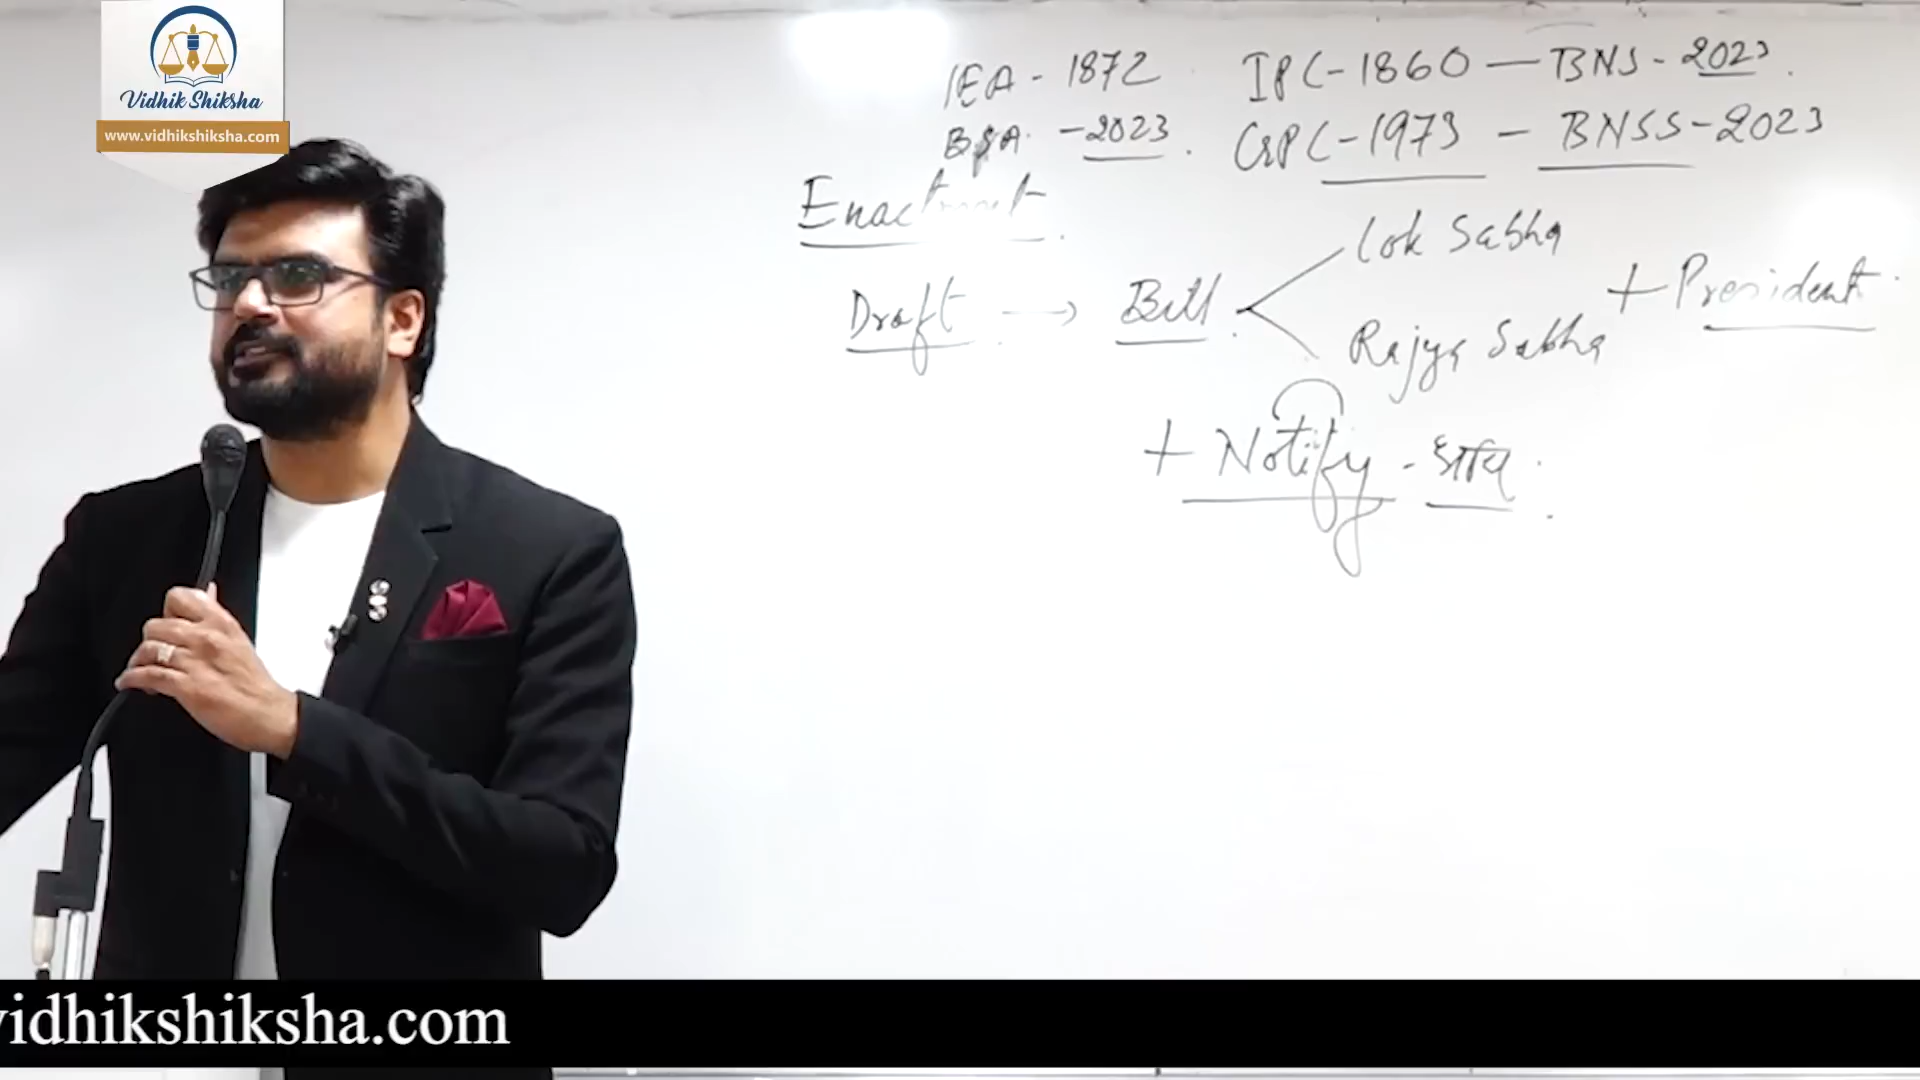 Vidhik Shiksha
www.vidhikshiksha.com
IEA - 1872 IPC - 1860 — BNS - 2023.
BSA - 2023. CrPC - 1973 - BNSS - 2023
Enactment.
Lok Sabha
Draft → Bill + President
Rajya Sabha
+ Notify -
vidhikshiksha.com